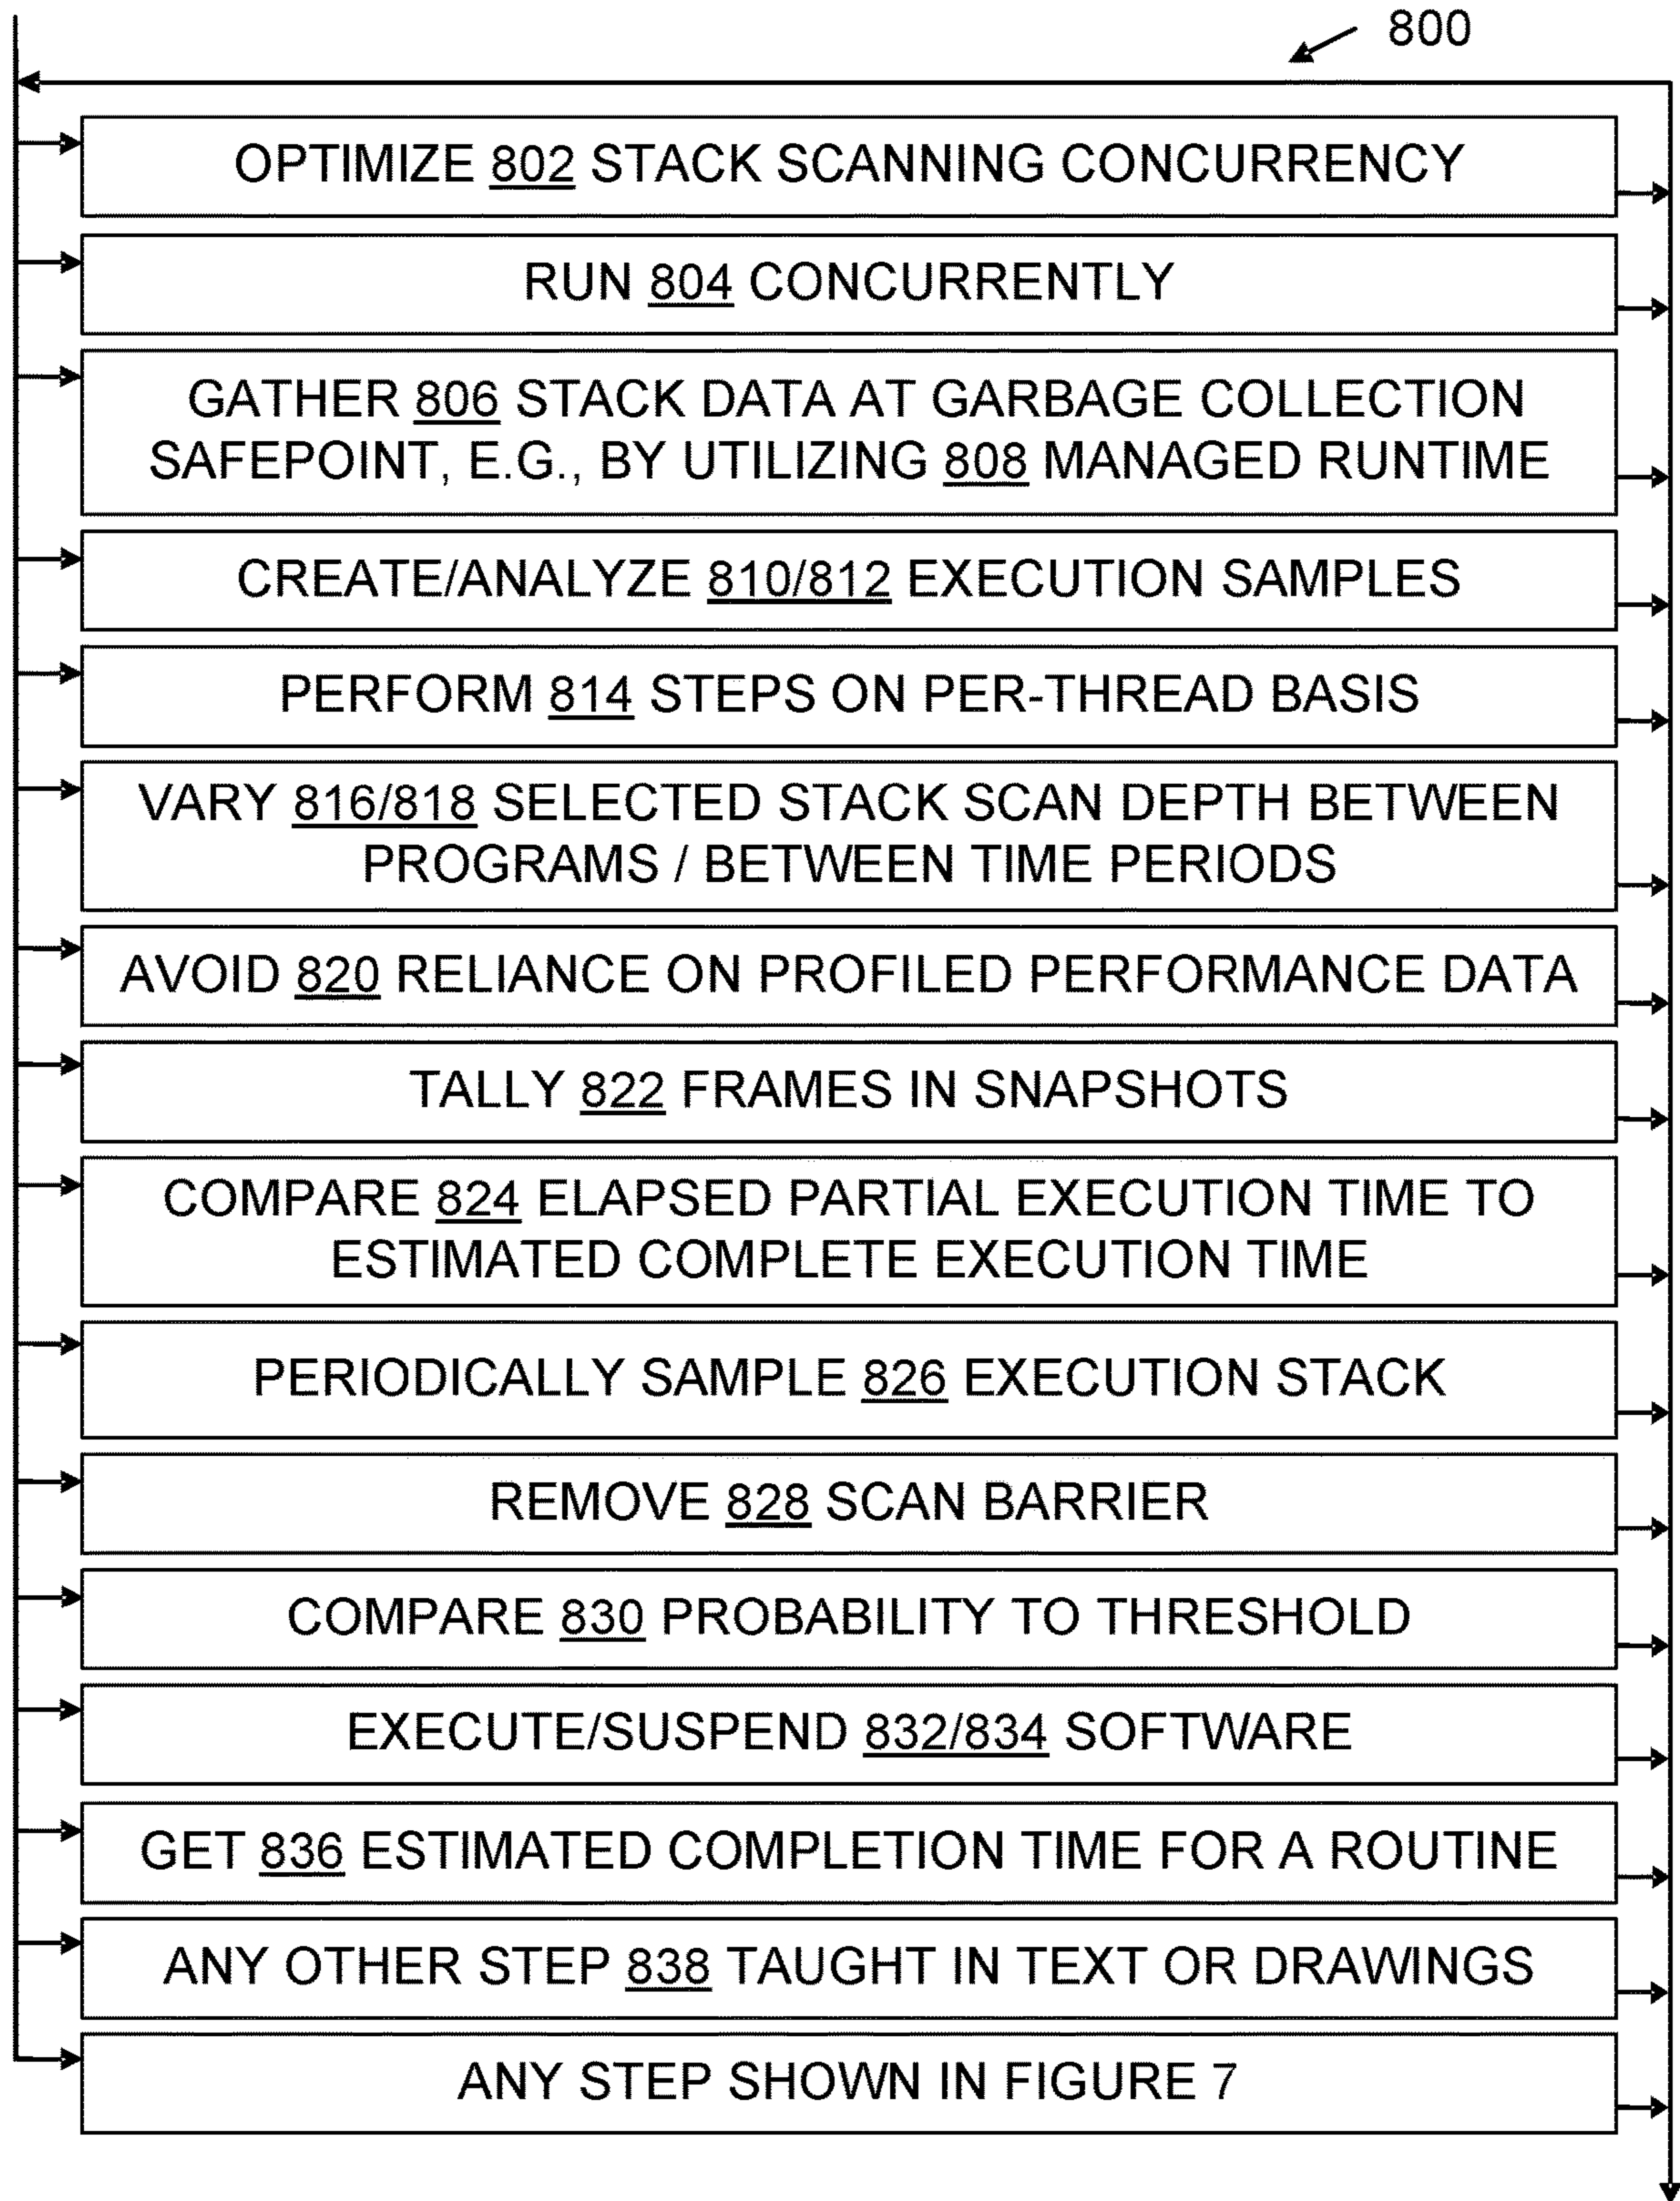 800
OPTIMIZE 802 STACK SCANNING CONCURRENCY
RUN 804 CONCURRENTLY
GATHER 806 STACK DATA AT GARBAGE COLLECTION
SAFEPOINT, E.G., BY UTILIZING 808 MANAGED RUNTIME
CREATE/ANALYZE 810/812 EXECUTION SAMPLES
PERFORM 814 STEPS ON PER-THREAD BASIS
VARY 816/818 SELECTED STACK SCAN DEPTH BETWEEN
PROGRAMS / BETWEEN TIME PERIODS
AVOID 820 RELIANCE ON PROFILED PERFORMANCE DATA
TALLY 822 FRAMES IN SNAPSHOTS
COMPARE 824 ELAPSED PARTIAL EXECUTION TIME TO
ESTIMATED COMPLETE EXECUTION TIME
PERIODICALLY SAMPLE 826 EXECUTION STACK
REMOVE 828 SCAN BARRIER
COMPARE 830 PROBABILITY TO THRESHOLD
EXECUTE/SUSPEND 832/834 SOFTWARE
GET 836 ESTIMATED COMPLETION TIME FOR A ROUTINE
ANY OTHER STEP 838 TAUGHT IN TEXT OR DRAWINGS
ANY STEP SHOWN IN FIGURE 7